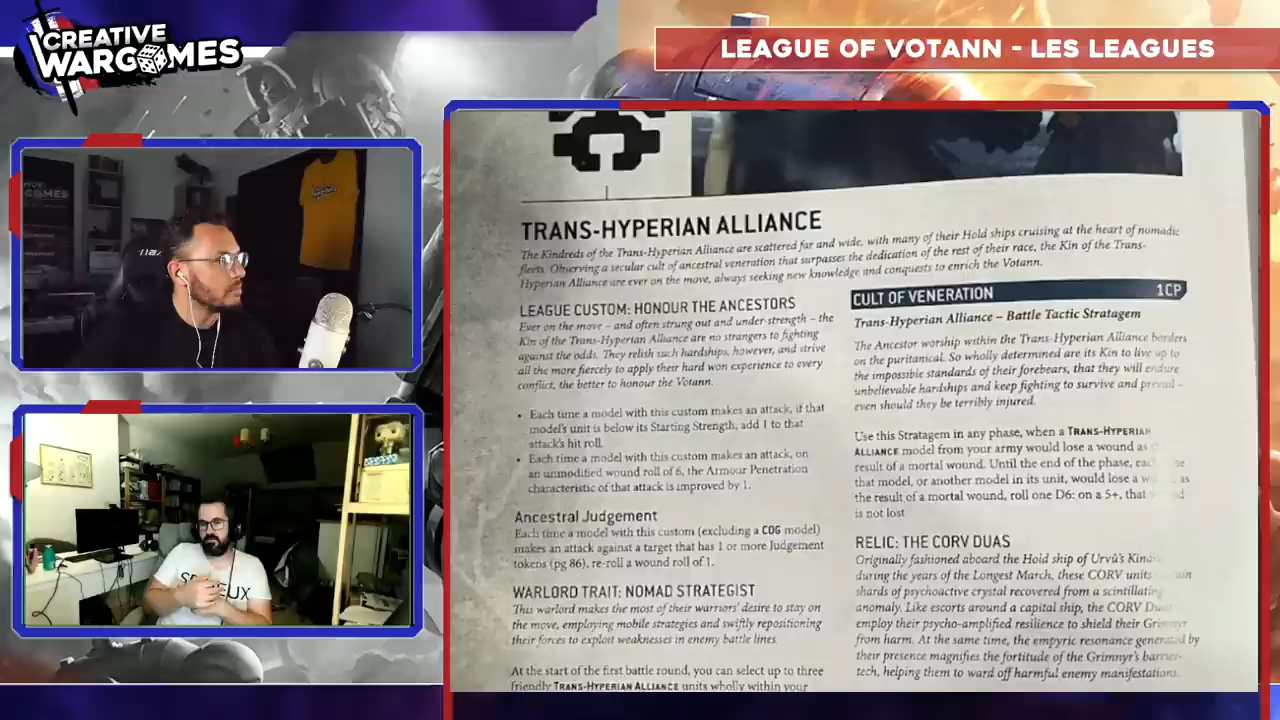 CREATIVE
WARGAMES
LEAGUE OF VOTANN - LES LEAGUES
TRANS-HYPERIAN ALLIANCE
The Kindreds of the Trans-Hyperian Alliance are scattered far and wide, with many of their Hold ships cruising at the heart of nomadic
fleets. Observing a secular cult of ancestral veneration that surpasses the dedication of the rest of their race, the Kin of the Trans-
Hyperian Alliance are ever on the move, always seeking new knowledge and conquests to enrich the Votann.
LEAGUE CUSTOM: HONOUR THE ANCESTORS
Ever on the move – and often strung out and under-strength – the
Kin of the Trans-Hyperian Alliance are no strangers to fighting
against the odds. They relish such hardships, however, and strive
all the more fiercely to apply their hard won experience to every
conflict, the better to honour the Votann.
• Each time a model with this custom makes an attack, if that
model's unit is below its Starting Strength, add 1 to that
attack's hit roll.
• Each time a model with this custom makes an attack, on
an unmodified wound roll of 6, the Armour Penetration
characteristic of that attack is improved by 1.
Ancestral Judgement
Each time a model with this custom (excluding a COG model)
makes an attack against a target that has 1 or more Judgement
tokens (pg 86), re-roll a wound roll of 1.
WARLORD TRAIT: NOMAD STRATEGIST
This warlord makes the most of their warriors' desire to stay on
the move, employing mobile strategies and swiftly repositioning
their forces to exploit weaknesses in enemy battle lines.
At the start of the first battle round, you can select up to three
friendly TRANS-HYPERIAN ALLIANCE units wholly within your
CULT OF VENERATION 1CP
Trans-Hyperian Alliance – Battle Tactic Stratagem
The Ancestor worship within the Trans-Hyperian Alliance borders
on the puritanical. So wholly determined are its Kin to live up to
the impossible standards of their forebears, that they will endure
unbelievable hardships and keep fighting to survive and prevail –
even should they be terribly injured.
Use this Stratagem in any phase, when a TRANS-HYPERIAN
ALLIANCE model from your army would lose a wound as
result of a mortal wound. Until the end of the phase,
that model, or another model in its unit, would lose a as
the result of a mortal wound, roll one D6: on a 5+, that
is not lost
RELIC: THE CORV DUAS
Originally fashioned aboard the Hold ship of Urvû's
during the years of the Longest March, these CORV units
shards of psychoactive crystal recovered from a scintillating
anomaly. Like escorts around a capital ship, the CORV
employ their psycho-amplified resilience to shield their Grimnyr
from harm. At the same time, the empyric resonance generated by
their presence magnifies the fortitude of the Grimnyr's barrier-
tech, helping them to ward off harmful enemy manifestations.